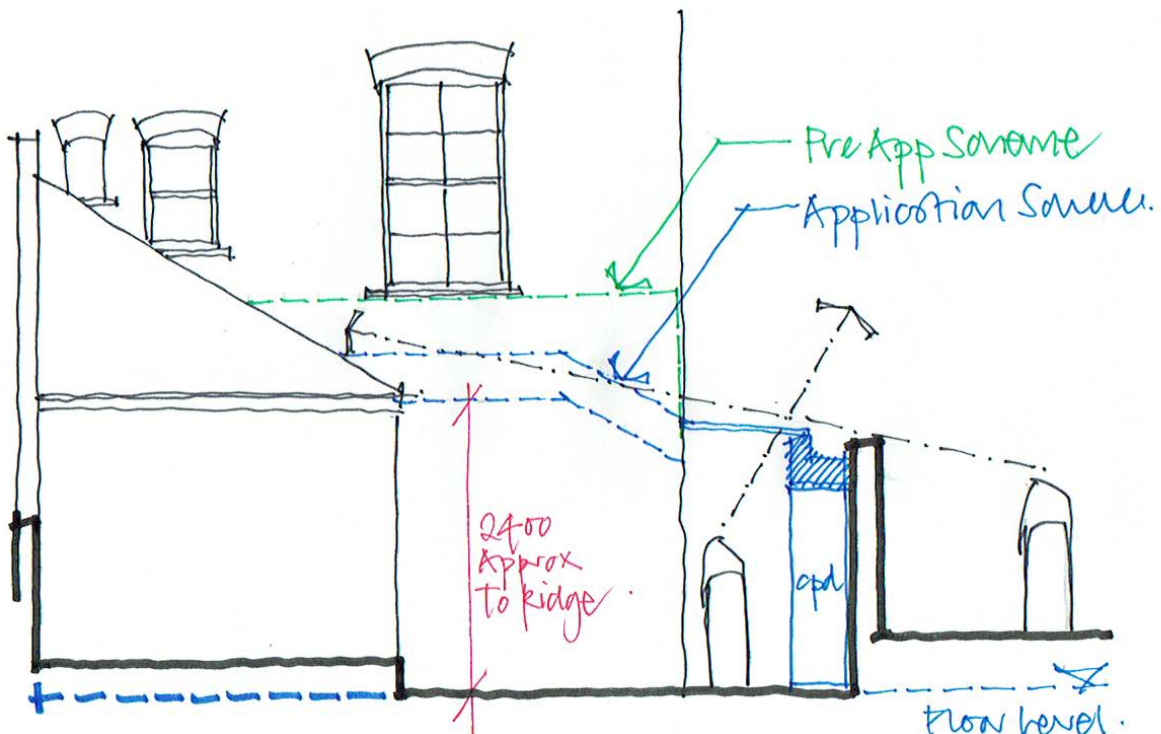 Pre App Scheme
Application Scheme.
2400
Approx
To Ridge.
cpd
Floor Level.